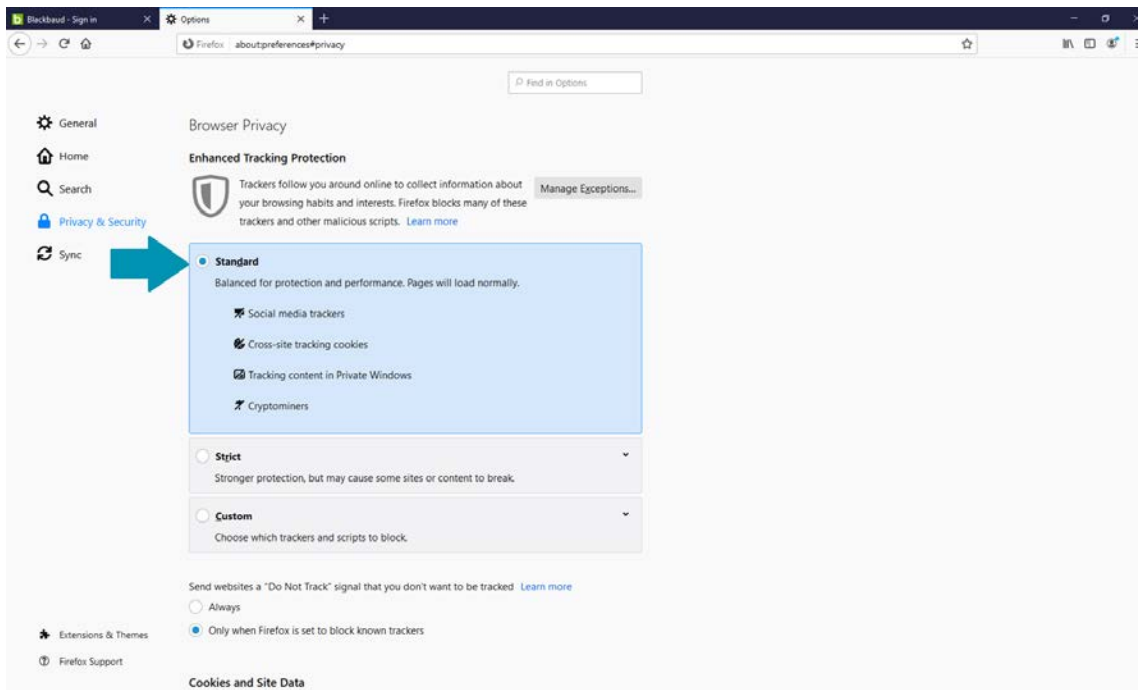 Blackbaud - Sign in
Options
Firefox about:preferences#privacy
Find in Options
General
Home
Search
Privacy & Security
Sync
Browser Privacy
Enhanced Tracking Protection
Trackers follow you around online to collect information about
your browsing habits and interests. Firefox blocks many of these
trackers and other malicious scripts. Learn more
Manage Exceptions...
Standard
Balanced for protection and performance. Pages will load normally.
Social media trackers
Cross-site tracking cookies
Tracking content in Private Windows
Cryptominers
Strict
Stronger protection, but may cause some sites or content to break.
Custom
Choose which trackers and scripts to block.
Send websites a "Do Not Track" signal that you don't want to be tracked Learn more
Always
Only when Firefox is set to block known trackers
Extensions & Themes
Firefox Support
Cookies and Site Data